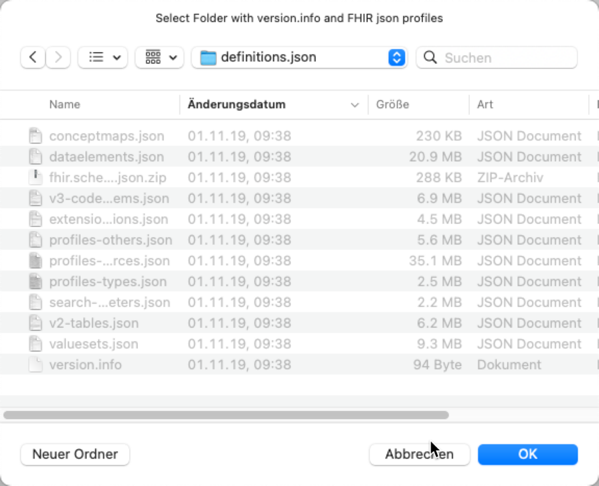 Select Folder with version.info and FHIR json profiles
definitions.json
Suchen
Name Änderungsdatum Größe Art
conceptmaps.json 01.11.19, 09:38 230 KB JSON Document
dataelements.json 01.11.19, 09:38 20.9 MB JSON Document
fhir.sche....json.zip 01.11.19, 09:38 288 KB ZIP-Archiv
v3-code...ems.json 01.11.19, 09:38 6.9 MB JSON Document
extensio...ions.json 01.11.19, 09:38 4.5 MB JSON Document
profiles-others.json 01.11.19, 09:38 5.6 MB JSON Document
profiles-...rces.json 01.11.19, 09:38 35.1 MB JSON Document
profiles-types.json 01.11.19, 09:38 2.5 MB JSON Document
search-...eters.json 01.11.19, 09:38 2.2 MB JSON Document
v2-tables.json 01.11.19, 09:38 6.2 MB JSON Document
valuesets.json 01.11.19, 09:38 9.3 MB JSON Document
version.info 01.11.19, 09:38 94 Byte Dokument
Neuer Ordner Abbrechen OK